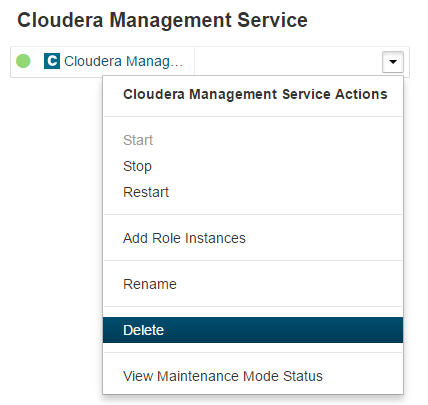 Cloudera Management Service
C Cloudera Manag...
Cloudera Management Service Actions
Start
Stop
Restart
Add Role Instances
Rename
Delete
View Maintenance Mode Status